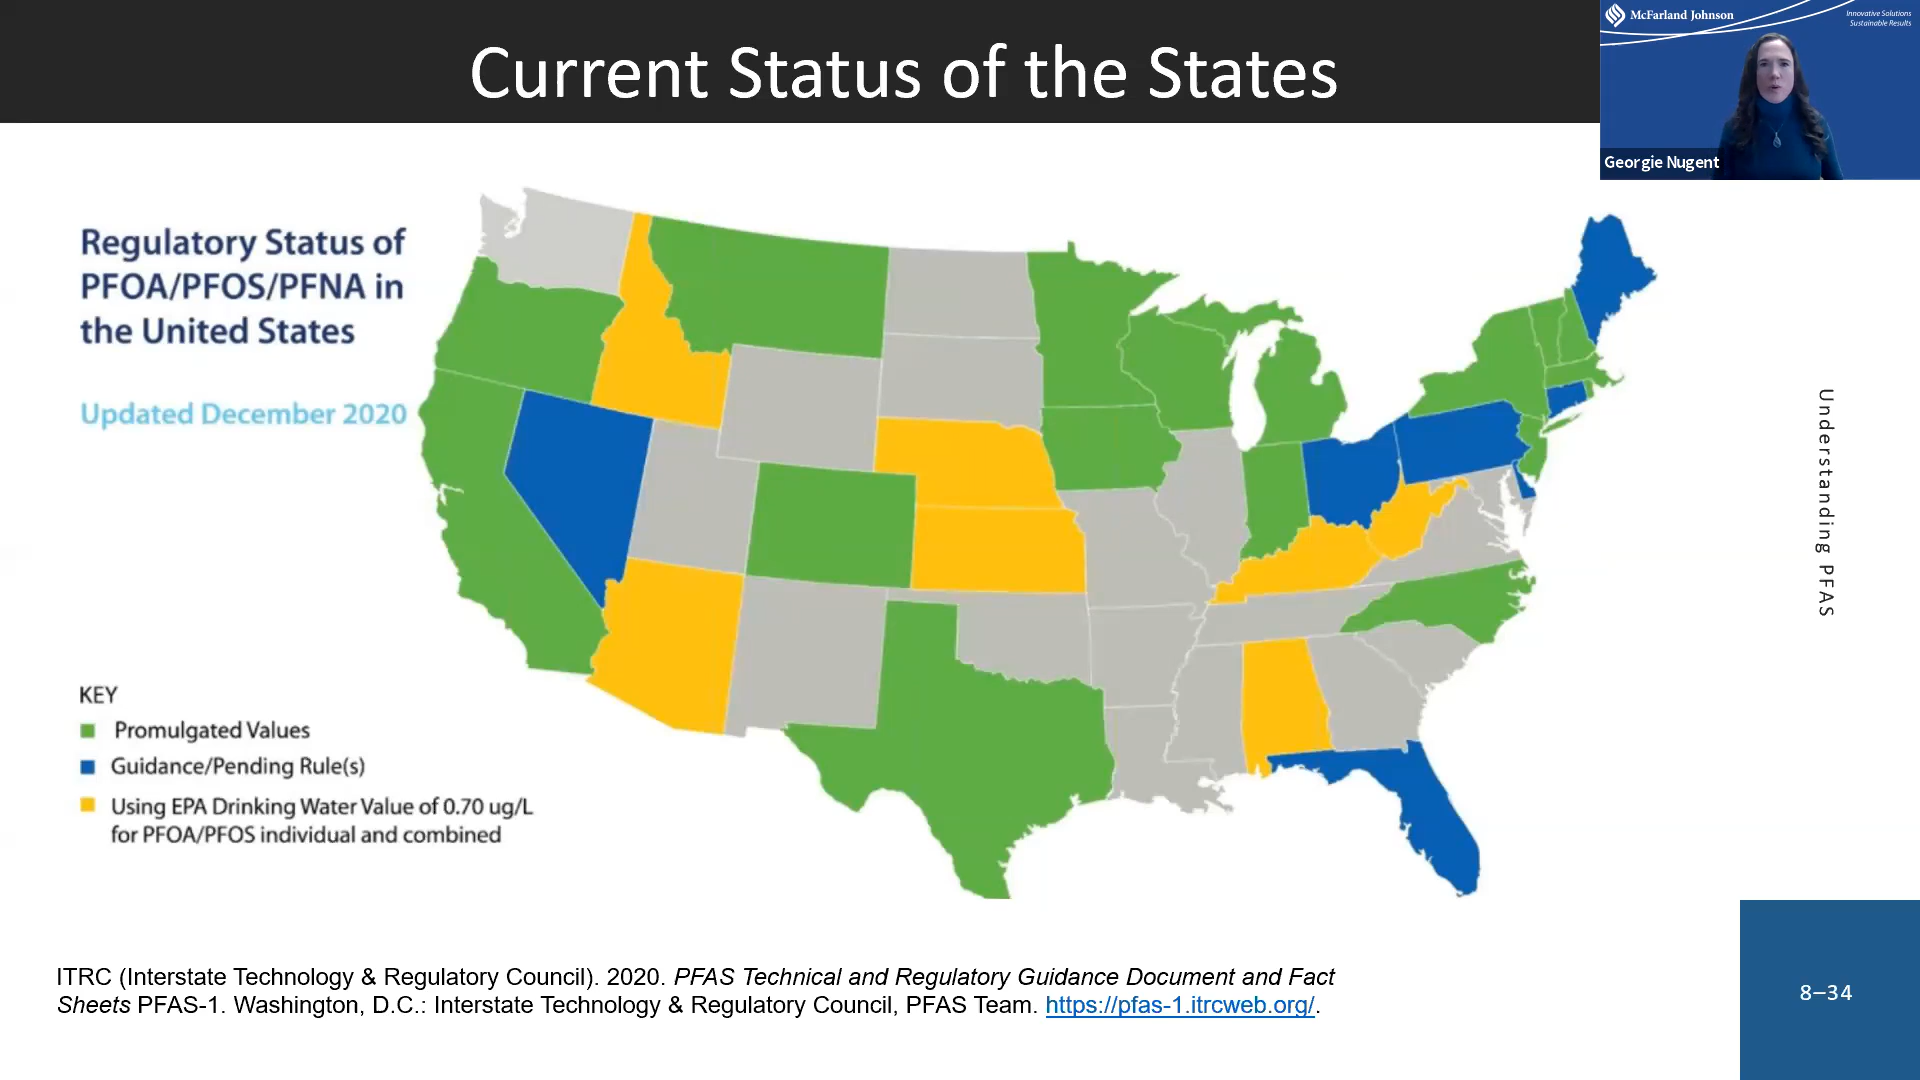 Current Status of the States
McFarland Johnson
Innovative Solutions
Sustainable Results
Georgie Nugent
Regulatory Status of
PFOA/PFOS/PFNA in
the United States
Updated December 2020
KEY
Promulgated Values
Guidance/Pending Rule(s)
Using EPA Drinking Water Value of 0.70 ug/L
for PFOA/PFOS individual and combined
Understanding PFAS
ITRC (Interstate Technology & Regulatory Council). 2020. PFAS Technical and Regulatory Guidance Document and Fact
Sheets PFAS-1. Washington, D.C.: Interstate Technology & Regulatory Council, PFAS Team. https://pfas-1.itrcweb.org/.
8–34